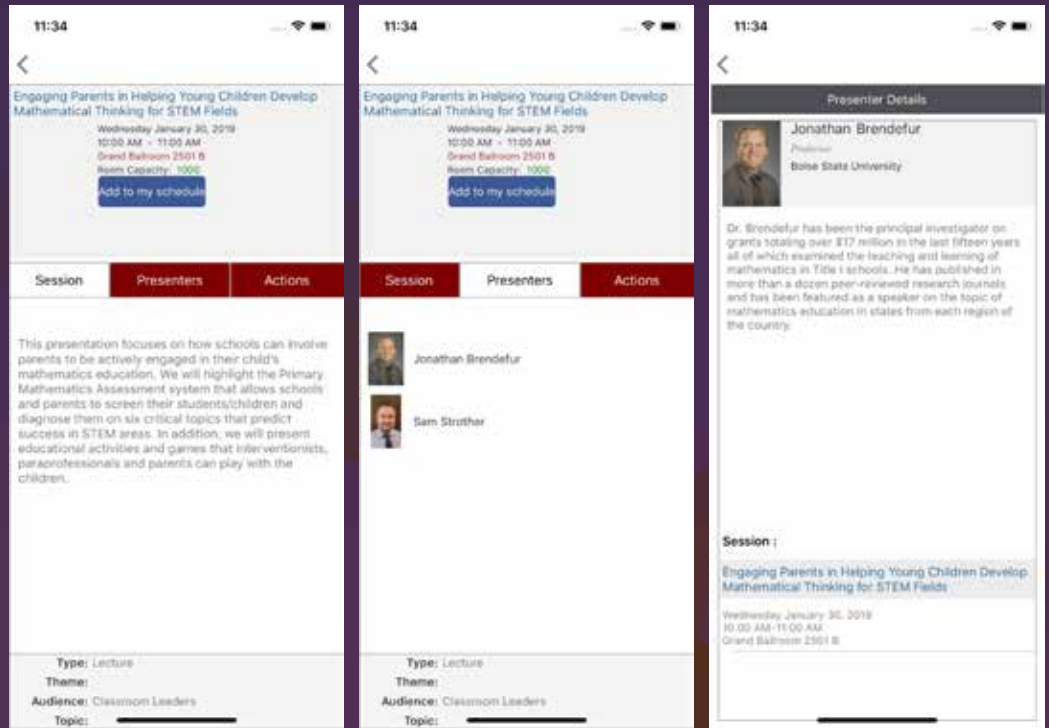 11:34
Engaging Parents in Helping Young Children Develop
Mathematical Thinking for STEM Fields
Wednesday January 30, 2019
10:00 AM - 11:00 AM
Grand Ballroom 2501 B
Room Capacity: 1000
Add to my schedule
Session
Presenters
Actions
This presentation focuses on how schools can involve
parents to be actively engaged in their child's
mathematics education. We will highlight the Primary
Mathematics Assessment system that allows schools
and parents to screen their students/children and
diagnose them on six critical topics that predict
success in STEM areas. In addition, we will present
educational activities and games that interventionists,
paraprofessionals and parents can play with the
children.
Type: Lecture
Theme:
Audience: Classroom Leaders
Topic:
11:34
Engaging Parents in Helping Young Children Develop
Mathematical Thinking for STEM Fields
Wednesday January 30, 2019
10:00 AM - 11:00 AM
Grand Ballroom 2501 B
Room Capacity: 1000
Add to my schedule
Session
Presenters
Actions
Jonathan Brendefur
Sam Strother
Type: Lecture
Theme:
Audience: Classroom Leaders
Topic:
11:34
Presenter Details
Jonathan Brendefur
Professor
Boise State University
Dr. Brendefur has been the principal investigator on
grants totaling over $17 million in the last fifteen years
all of which examined the teaching and learning of
mathematics in Title I schools. He has published in
more than a dozen peer-reviewed research journals
and has been featured as a speaker on the topic of
mathematics education in states from each region of
the country.
Session :
Engaging Parents in Helping Young Children Develop
Mathematical Thinking for STEM Fields
Wednesday January 30, 2019
10:00 AM-11:00 AM
Grand Ballroom 2501 B